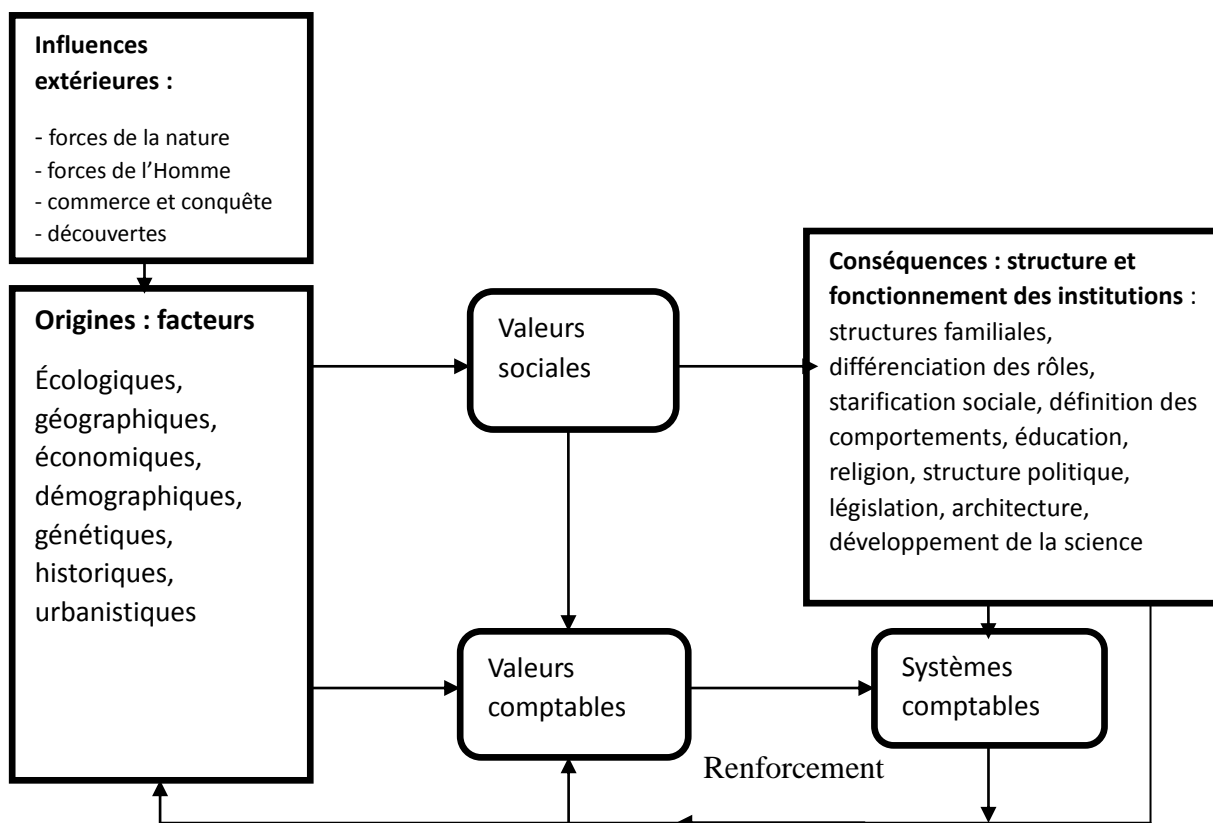 Influences
extérieures :
- forces de la nature
- forces de l’Homme
- commerce et conquête
- découvertes
Origines : facteurs
Écologiques,
géographiques,
économiques,
démographiques,
génétiques,
historiques,
urbanistiques
Valeurs
sociales
Conséquences : structure et
fonctionnement des institutions :
structures familiales,
différenciation des rôles,
starification sociale, définition des
comportements, éducation,
religion, structure politique,
législation, architecture,
développement de la science
Valeurs
comptables
Systèmes
comptables
Renforcement